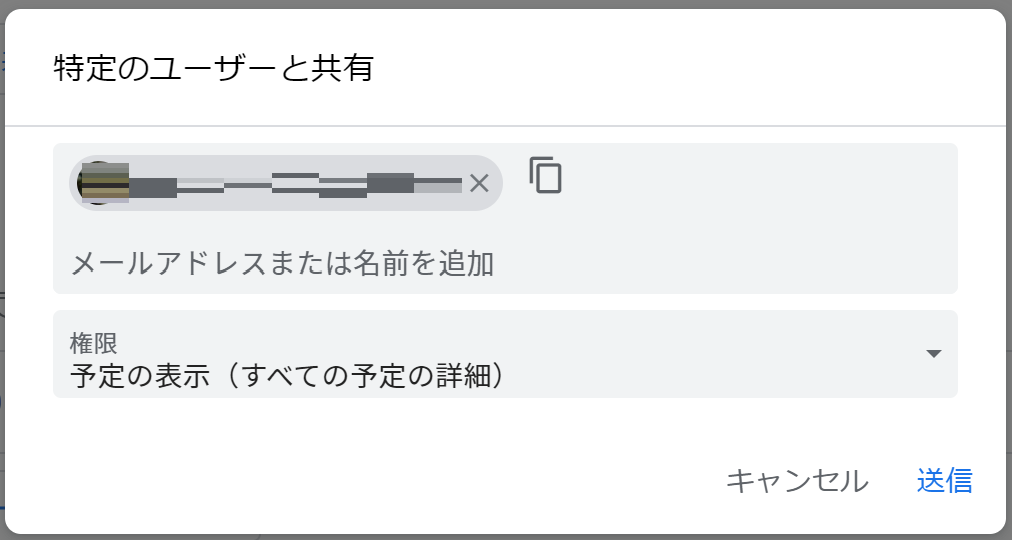 特定のユーザーと共有
メールアドレスまたは名前を追加
権限
予定の表示（すべての予定の詳細）
キャンセル
送信